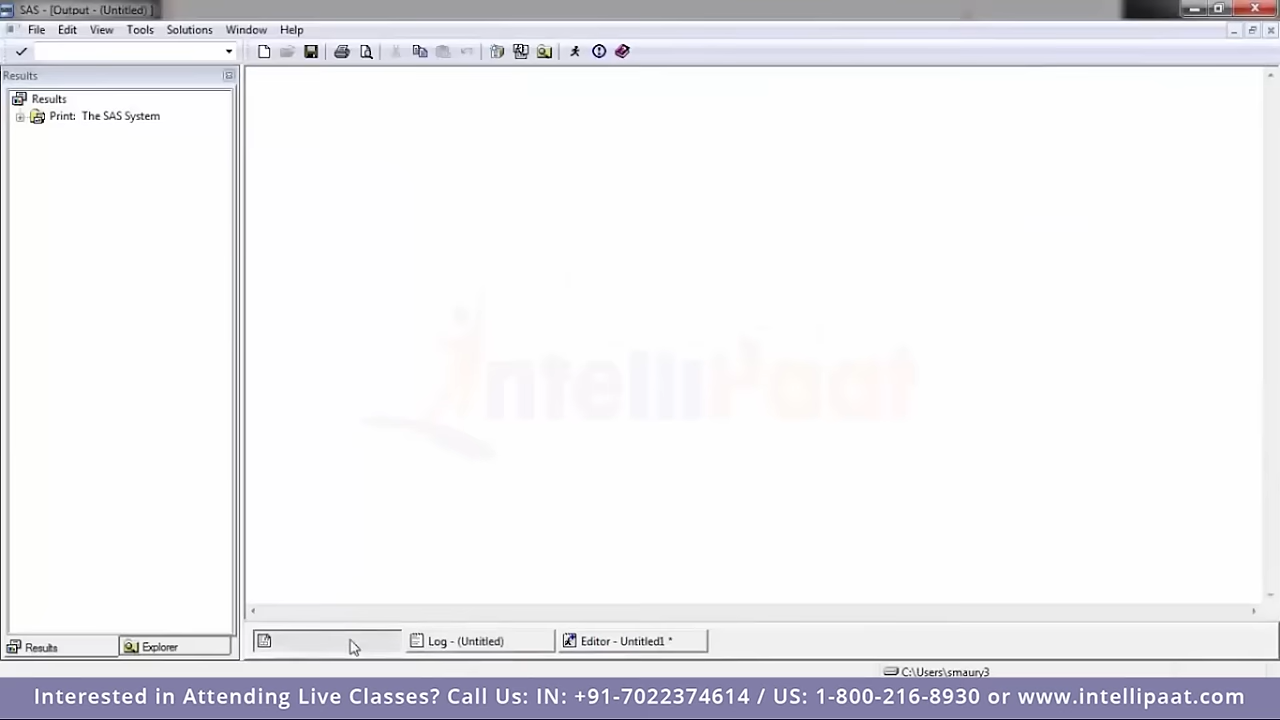 SAS - [Output - (Untitled) ]
File Edit View Tools Solutions Window Help
Results
Results
Print: The SAS System
IntelliPaat
Results
Explorer
Log - (Untitled)
Editor - Untitled1 *
C:\Users\smaury3
Interested in Attending Live Classes? Call Us: IN: +91-7022374614 / US: 1-800-216-8930 or www.intellipaat.com